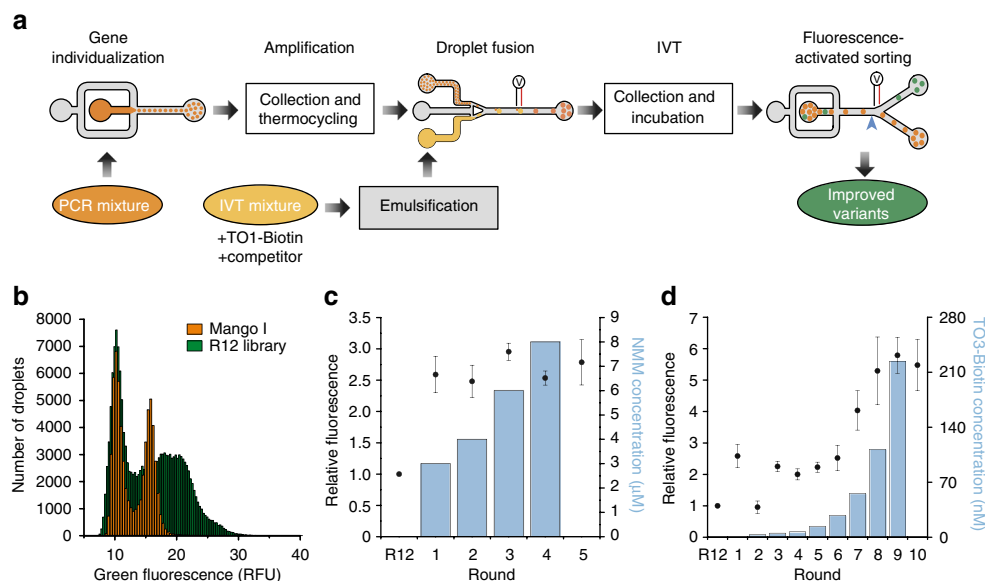 a
Gene
individualization
Amplification
Droplet fusion
IVT
Fluorescence-
activated sorting
Collection and
thermocycling
V
Collection and
incubation
V
PCR mixture
IVT mixture
+TO1-Biotin
+competitor
Emulsification
Improved
variants
b
Number of droplets
8000
7000
6000
5000
4000
3000
2000
1000
0
Mango I
R12 library
10 20 30 40
Green fluorescence (RFU)
c
Relative fluorescence
3.5
3.0
2.5
2.0
1.5
1.0
0.5
0.0
9
8
7
6
5
4
3
2
1
0
NMM concentration (μM)
R12 1 2 3 4 5
Round
d
Relative fluorescence
7
6
5
4
3
2
1
0
280
210
140
70
0
TO3-Biotin concentration (nM)
R12 1 2 3 4 5 6 7 8 9 10
Round